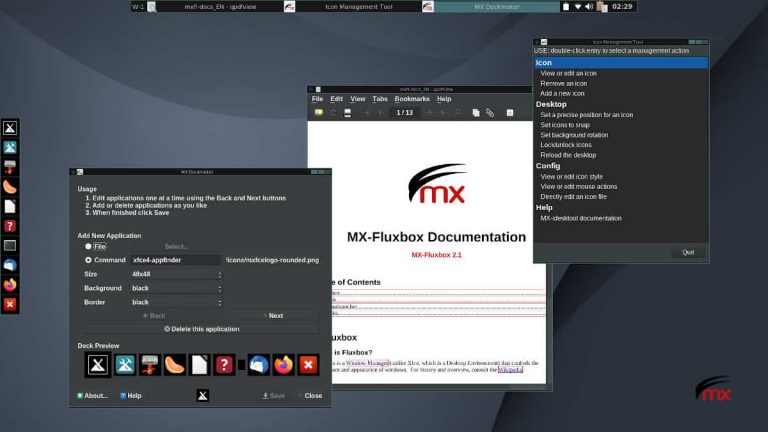 W-1
mxfl-docs_EN - qpdfview
Icon Management Tool
MX Dockmaker
02:29
Icon Management Tool
USE: double-click entry to select a management action
Icon
View or edit an icon
Remove an icon
Add a new icon
Desktop
Set a precise position for an icon
Set icons to snap
Set background rotation
Lock/unlock icons
Reload the desktop
Config
View or edit icon style
View or edit mouse actions
Directly edit an icon file
Help
MX-idesktool documentation
Quit
mxfl-docs_EN - qpdfview
File Edit View Tabs Bookmarks Help
1 / 13
mx
MX-Fluxbox Documentation
MX-Fluxbox 2.1
le of Contents
uxbox
is Fluxbox?
is a Window Manager unlike Xfce, which is a Desktop Environment that controls the
and appearance of windows. For history and overview, consult the Wikipedia
MX Dockmaker
Usage
1. Edit applications one at a time using the Back and Next buttons
2. Add or delete applications as you like
3. When finished click Save
Add New Application
File Select...
Command xfce4-appfinder /icons/mxfcelogo-rounded.png
Size 48x48
Background black
Border black
Back Next
Delete this application
Dock Preview
About... Help Save Close
mx